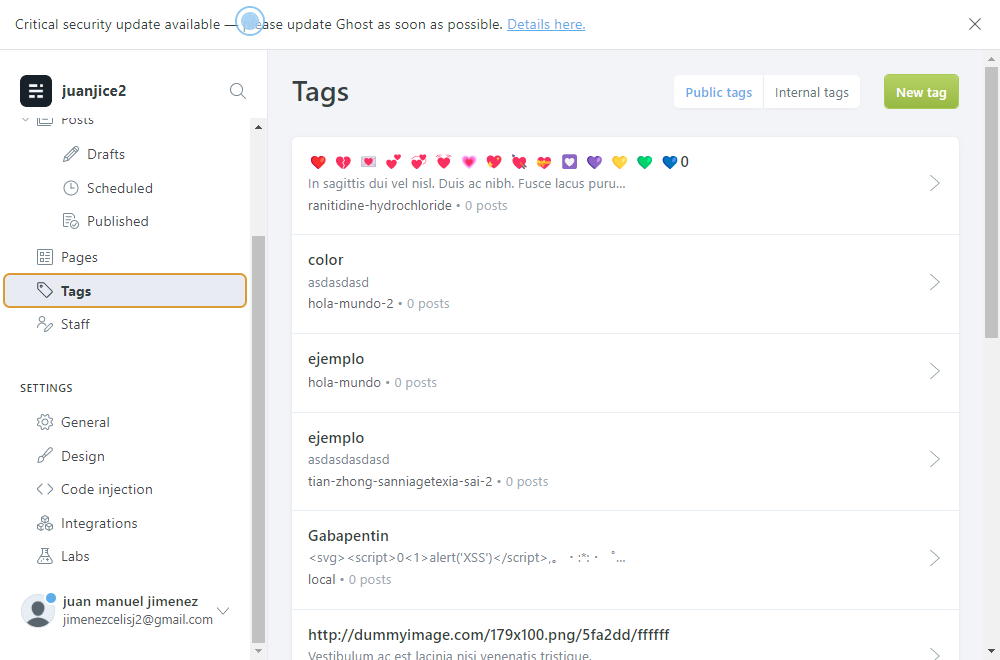 Critical security update available — please update Ghost as soon as possible. Details here.
juanjice2
Posts
Drafts
Scheduled
Published
Pages
Tags
Staff
SETTINGS
General
Design
Code injection
Integrations
Labs
juan manuel jimenez
jimenezcelisj2@gmail.com
Tags
Public tags
Internal tags
New tag
❤️ 💔 💌 💕 💞 💓 💗 💖 💘 💝 💟 💜 💛 💚 💙 0
In sagittis dui vel nisl. Duis ac nibh. Fusce lacus puru...
ranitidine-hydrochloride • 0 posts
color
asdasdasd
hola-mundo-2 • 0 posts
ejemplo
hola-mundo • 0 posts
ejemplo
asdasdasdasd
tian-zhong-sanniagetexia-sai-2 • 0 posts
Gabapentin
<svg><script>0<1>alert('XSS')</script>,。・:*:・゜...
local • 0 posts
http://dummyimage.com/179x100.png/5fa2dd/ffffff
Vestibulum ac est lacinia nisi venenatis tristique.